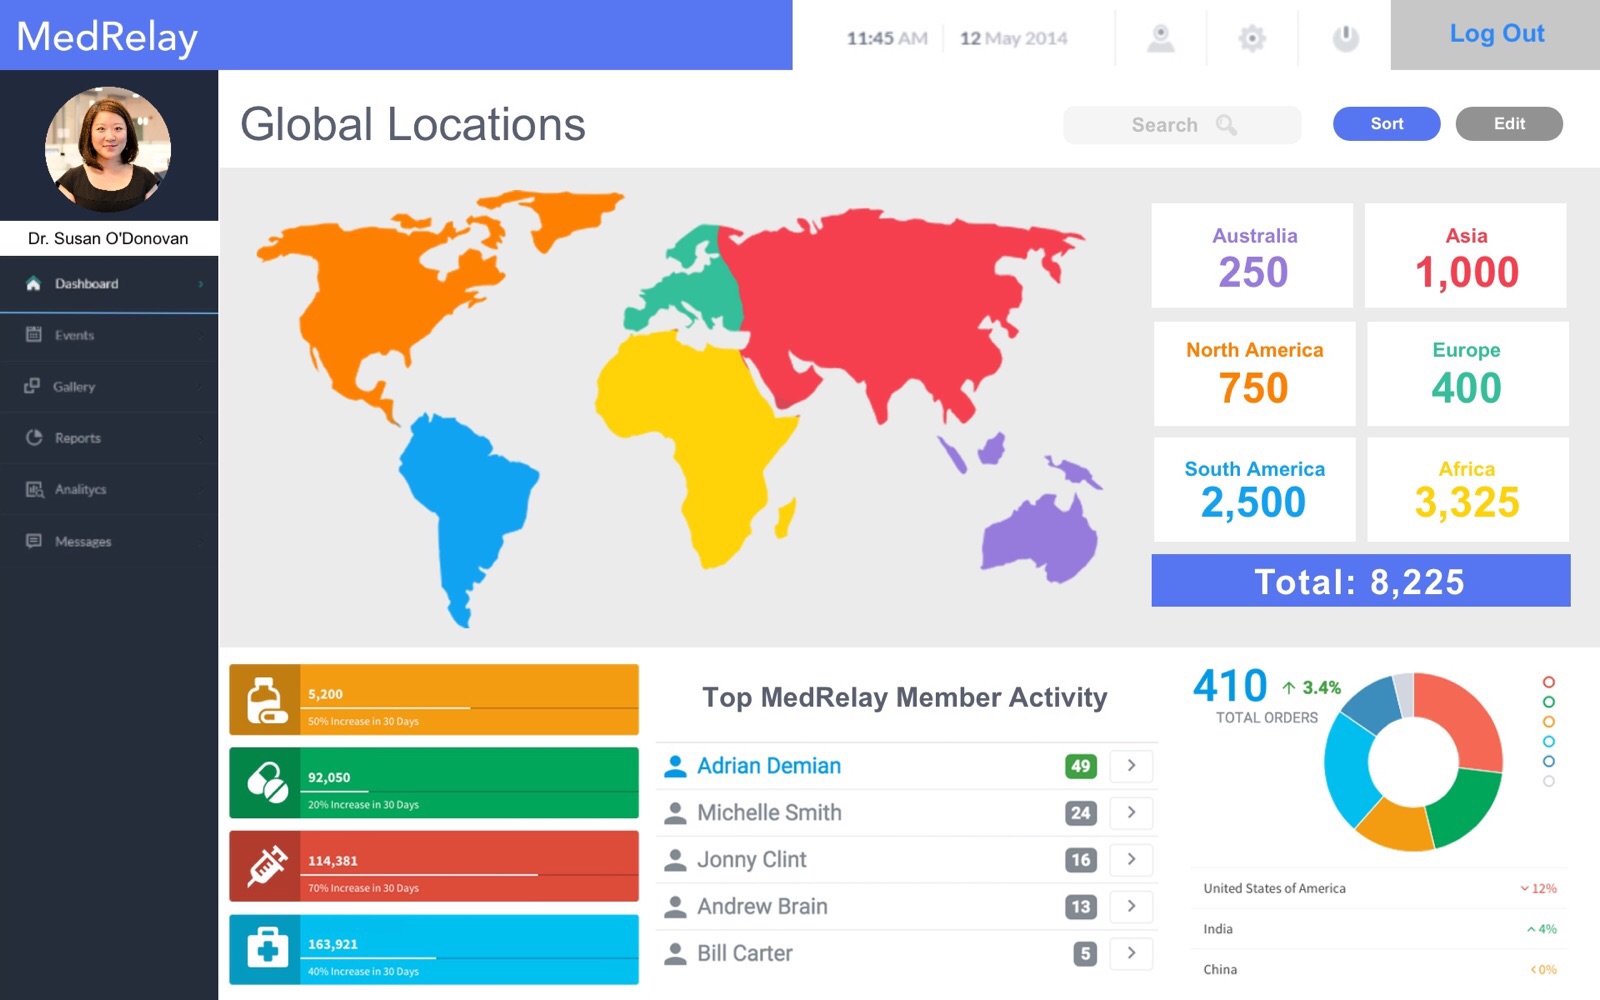 MedRelay
11:45 AM
12 May 2014
Log Out
Dr. Susan O'Donovan
Dashboard
Events
Gallery
Reports
Analitycs
Messages
Global Locations
Search
Sort
Edit
Australia
250
Asia
1,000
North America
750
Europe
400
South America
2,500
Africa
3,325
Total: 8,225
5,200
50% Increase in 30 Days
92,050
20% Increase in 30 Days
114,381
70% Increase in 30 Days
163,921
40% Increase in 30 Days
Top MedRelay Member Activity
Adrian Demian 49
Michelle Smith 24
Jonny Clint 16
Andrew Brain 13
Bill Carter 5
410 3.4%
TOTAL ORDERS
United States of America 12%
India 4%
China 0%